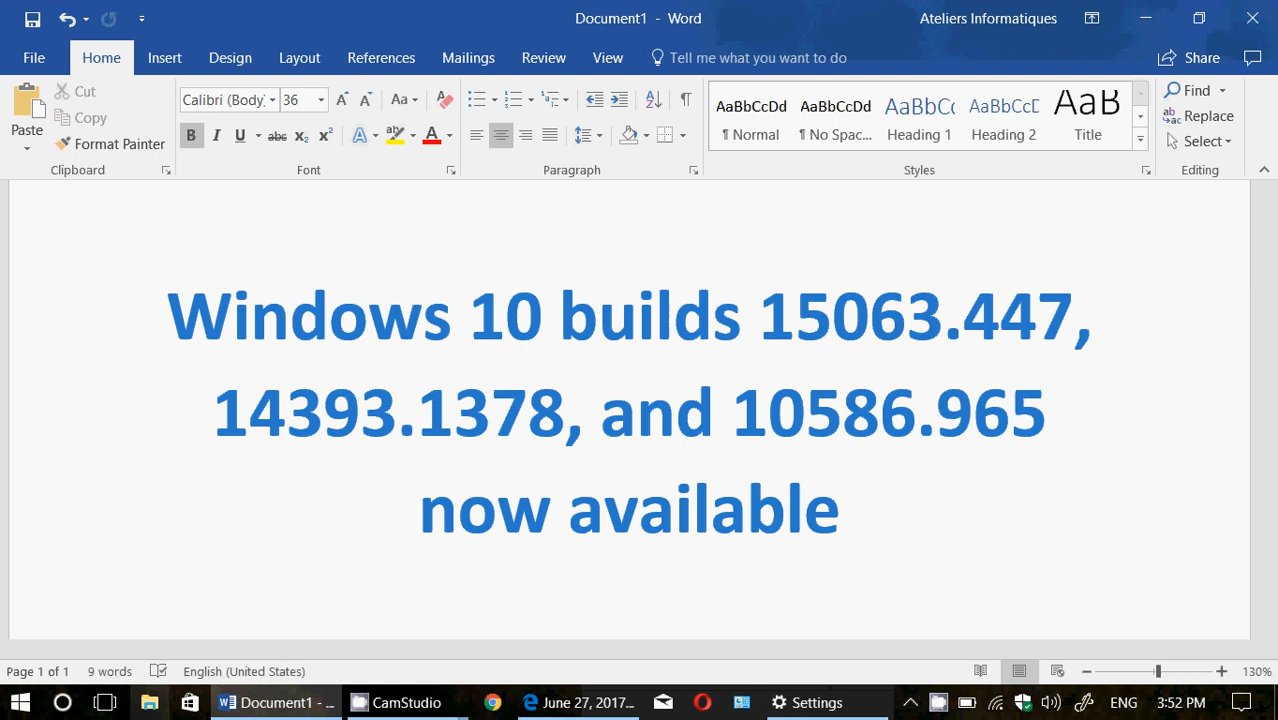 Document1 - Word
Ateliers Informatiques
File Home Insert Design Layout References Mailings Review View Tell me what you want to do Share
Paste
Cut
Copy
Format Painter
Clipboard
Calibri (Body) 36
Font
Paragraph
AaBbCcDd AaBbCcDd AaBbCc AaBbCcD AaB
¶ Normal ¶ No Spac... Heading 1 Heading 2 Title
Styles
Find
Replace
Select
Editing
Windows 10 builds 15063.447,
14393.1378, and 10586.965
now available
Page 1 of 1 9 words English (United States) 130%
Document1 - ... CamStudio June 27, 2017... Settings ENG 3:52 PM